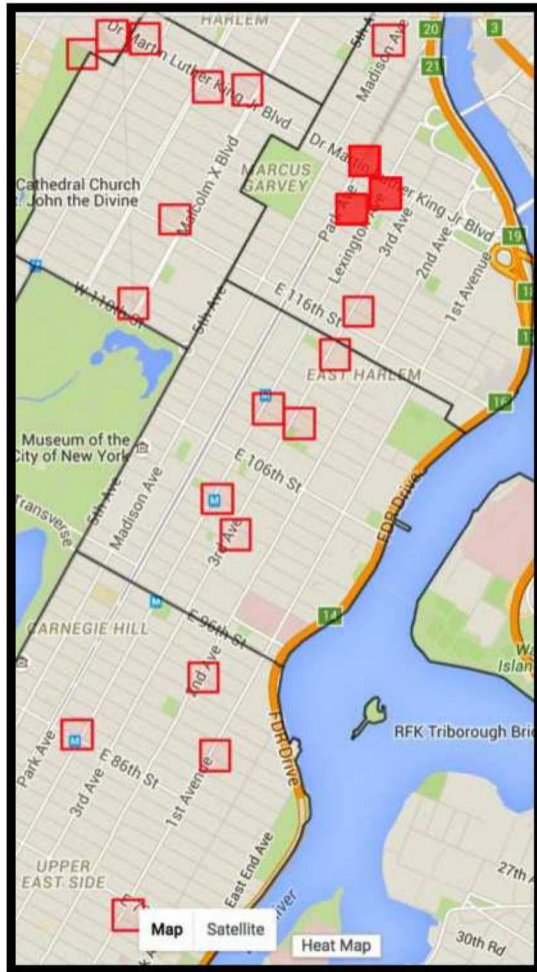 HARLEM
5th A
20
3
Dr Martin Luther King Jr Blvd
Madison Ave
21
MARCUS
GARVEY
Dr Martin Luther King Jr Blvd
Malcolm X Blvd
Cathedral Church
John the Divine
Park Ave
Lexington Ave
3rd Ave
2nd Ave
1st Avenue
19
18
W 110th St
5th Ave
E 116th St
17
EAST HARLEM
M
16
Museum of the
City of New York
E 106th St
5th Ave
Madison Ave
M
3rd Ave
FDR Drive
Transverse
M
14
CARNEGIE HILL
E 96th St
2nd Ave
FDR Drive
RFK Triborough Brid
M
Park Ave
3rd Ave
E 86th St
1st Avenue
UPPER
EAST SIDE
East End Ave
27th A
Map
Satellite
Heat Map
30th Rd